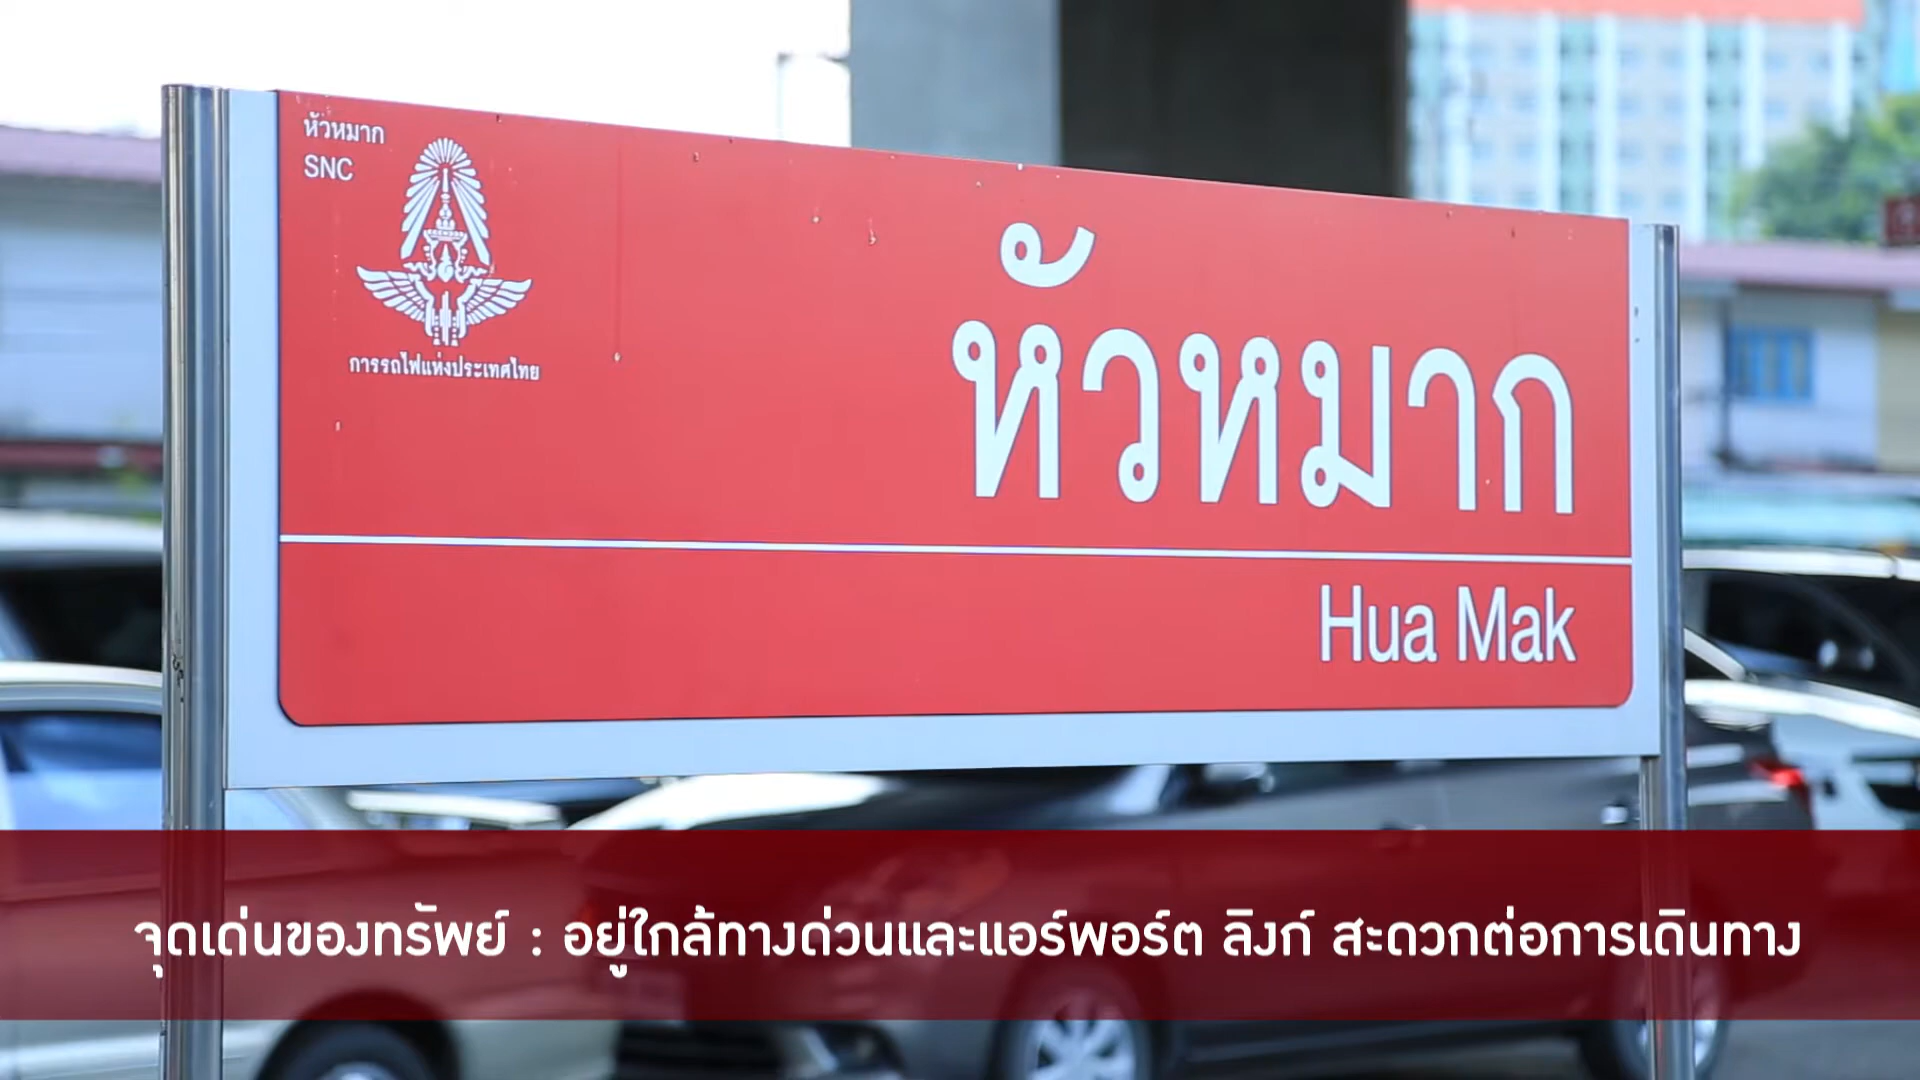 หัวหมาก
SNC
การรถไฟแห่งประเทศไทย
หัวหมาก
Hua Mak
จุดเด่นของทรัพย์ : อยู่ใกล้ทางด่วนและแอร์พอร์ต ลิงก์ สะดวกต่อการเดินทาง